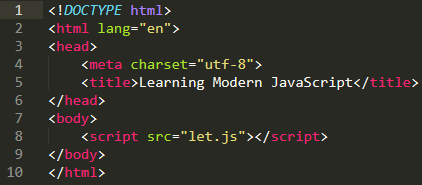 1 <!DOCTYPE html>
2 <html lang="en">
3 <head>
4     <meta charset="utf-8">
5     <title>Learning Modern JavaScript</title>
6 </head>
7 <body>
8     <script src="let.js"></script>
9 </body>
10 </html>